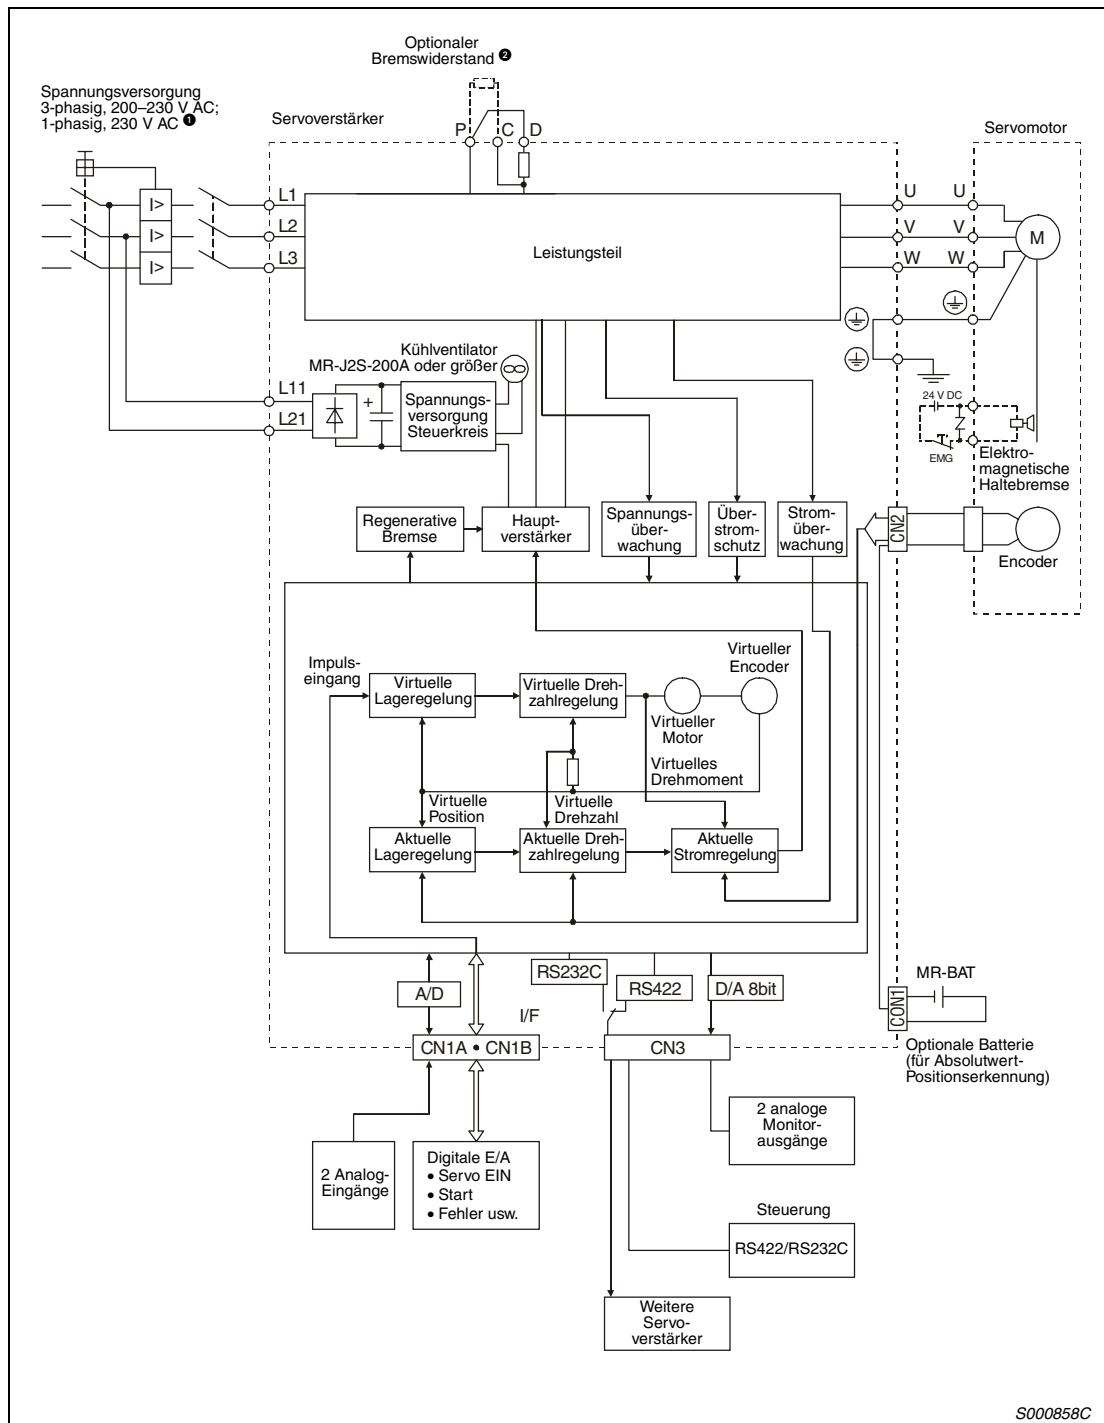 Optionaler
Bremswiderstand ❷
Spannungsversorgung
3-phasig, 200–230 V AC;
1-phasig, 230 V AC ❶
Servoverstärker
P
C
D
Servomotor
L1
L2
L3
I>
I>
I>
Leistungsteil
U
U
V
V
W
W
M
Kühlventilator
MR-J2S-200A oder größer
L11
L21
+
Spannungs-
versorgung
Steuerkreis
24 V DC
EMG
Elektro-
magnetische
Haltebremse
Regenerative
Bremse
Haupt-
verstärker
Spannungs-
über-
wachung
Über-
strom-
schutz
Strom-
über-
wachung
CN2
Encoder
Impuls-
eingang
Virtuelle
Lageregelung
Virtuelle Dreh-
zahlregelung
Virtueller
Encoder
Virtueller
Motor
Virtuelles
Drehmoment
Virtuelle
Position
Virtuelle
Drehzahl
Aktuelle
Lageregelung
Aktuelle Dreh-
zahlregelung
Aktuelle
Stromregelung
A/D
I/F
RS232C
RS422
D/A 8bit
CN1A • CN1B
CN3
CON1
MR-BAT
Optionale Batterie
(für Absolutwert-
Positionserkennung)
2 Analog-
Eingänge
Digitale E/A
• Servo EIN
• Start
• Fehler usw.
2 analoge
Monitor-
ausgänge
Steuerung
RS422/RS232C
Weitere
Servo-
verstärker
S000858C